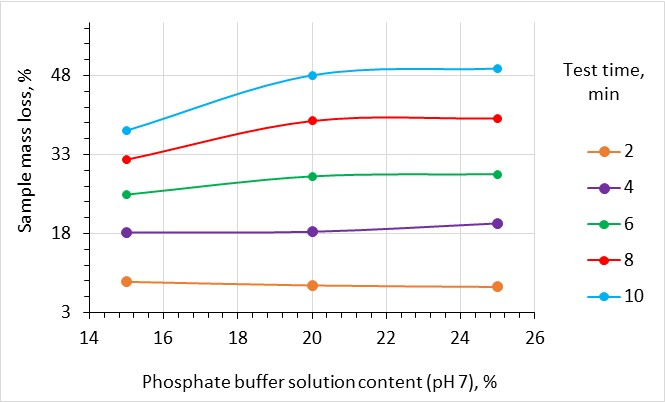 48
33
18
3
14 16 18 20 22 24 26
Sample mass loss, %
Phosphate buffer solution content (pH 7), %
Test time,
min
2
4
6
8
10